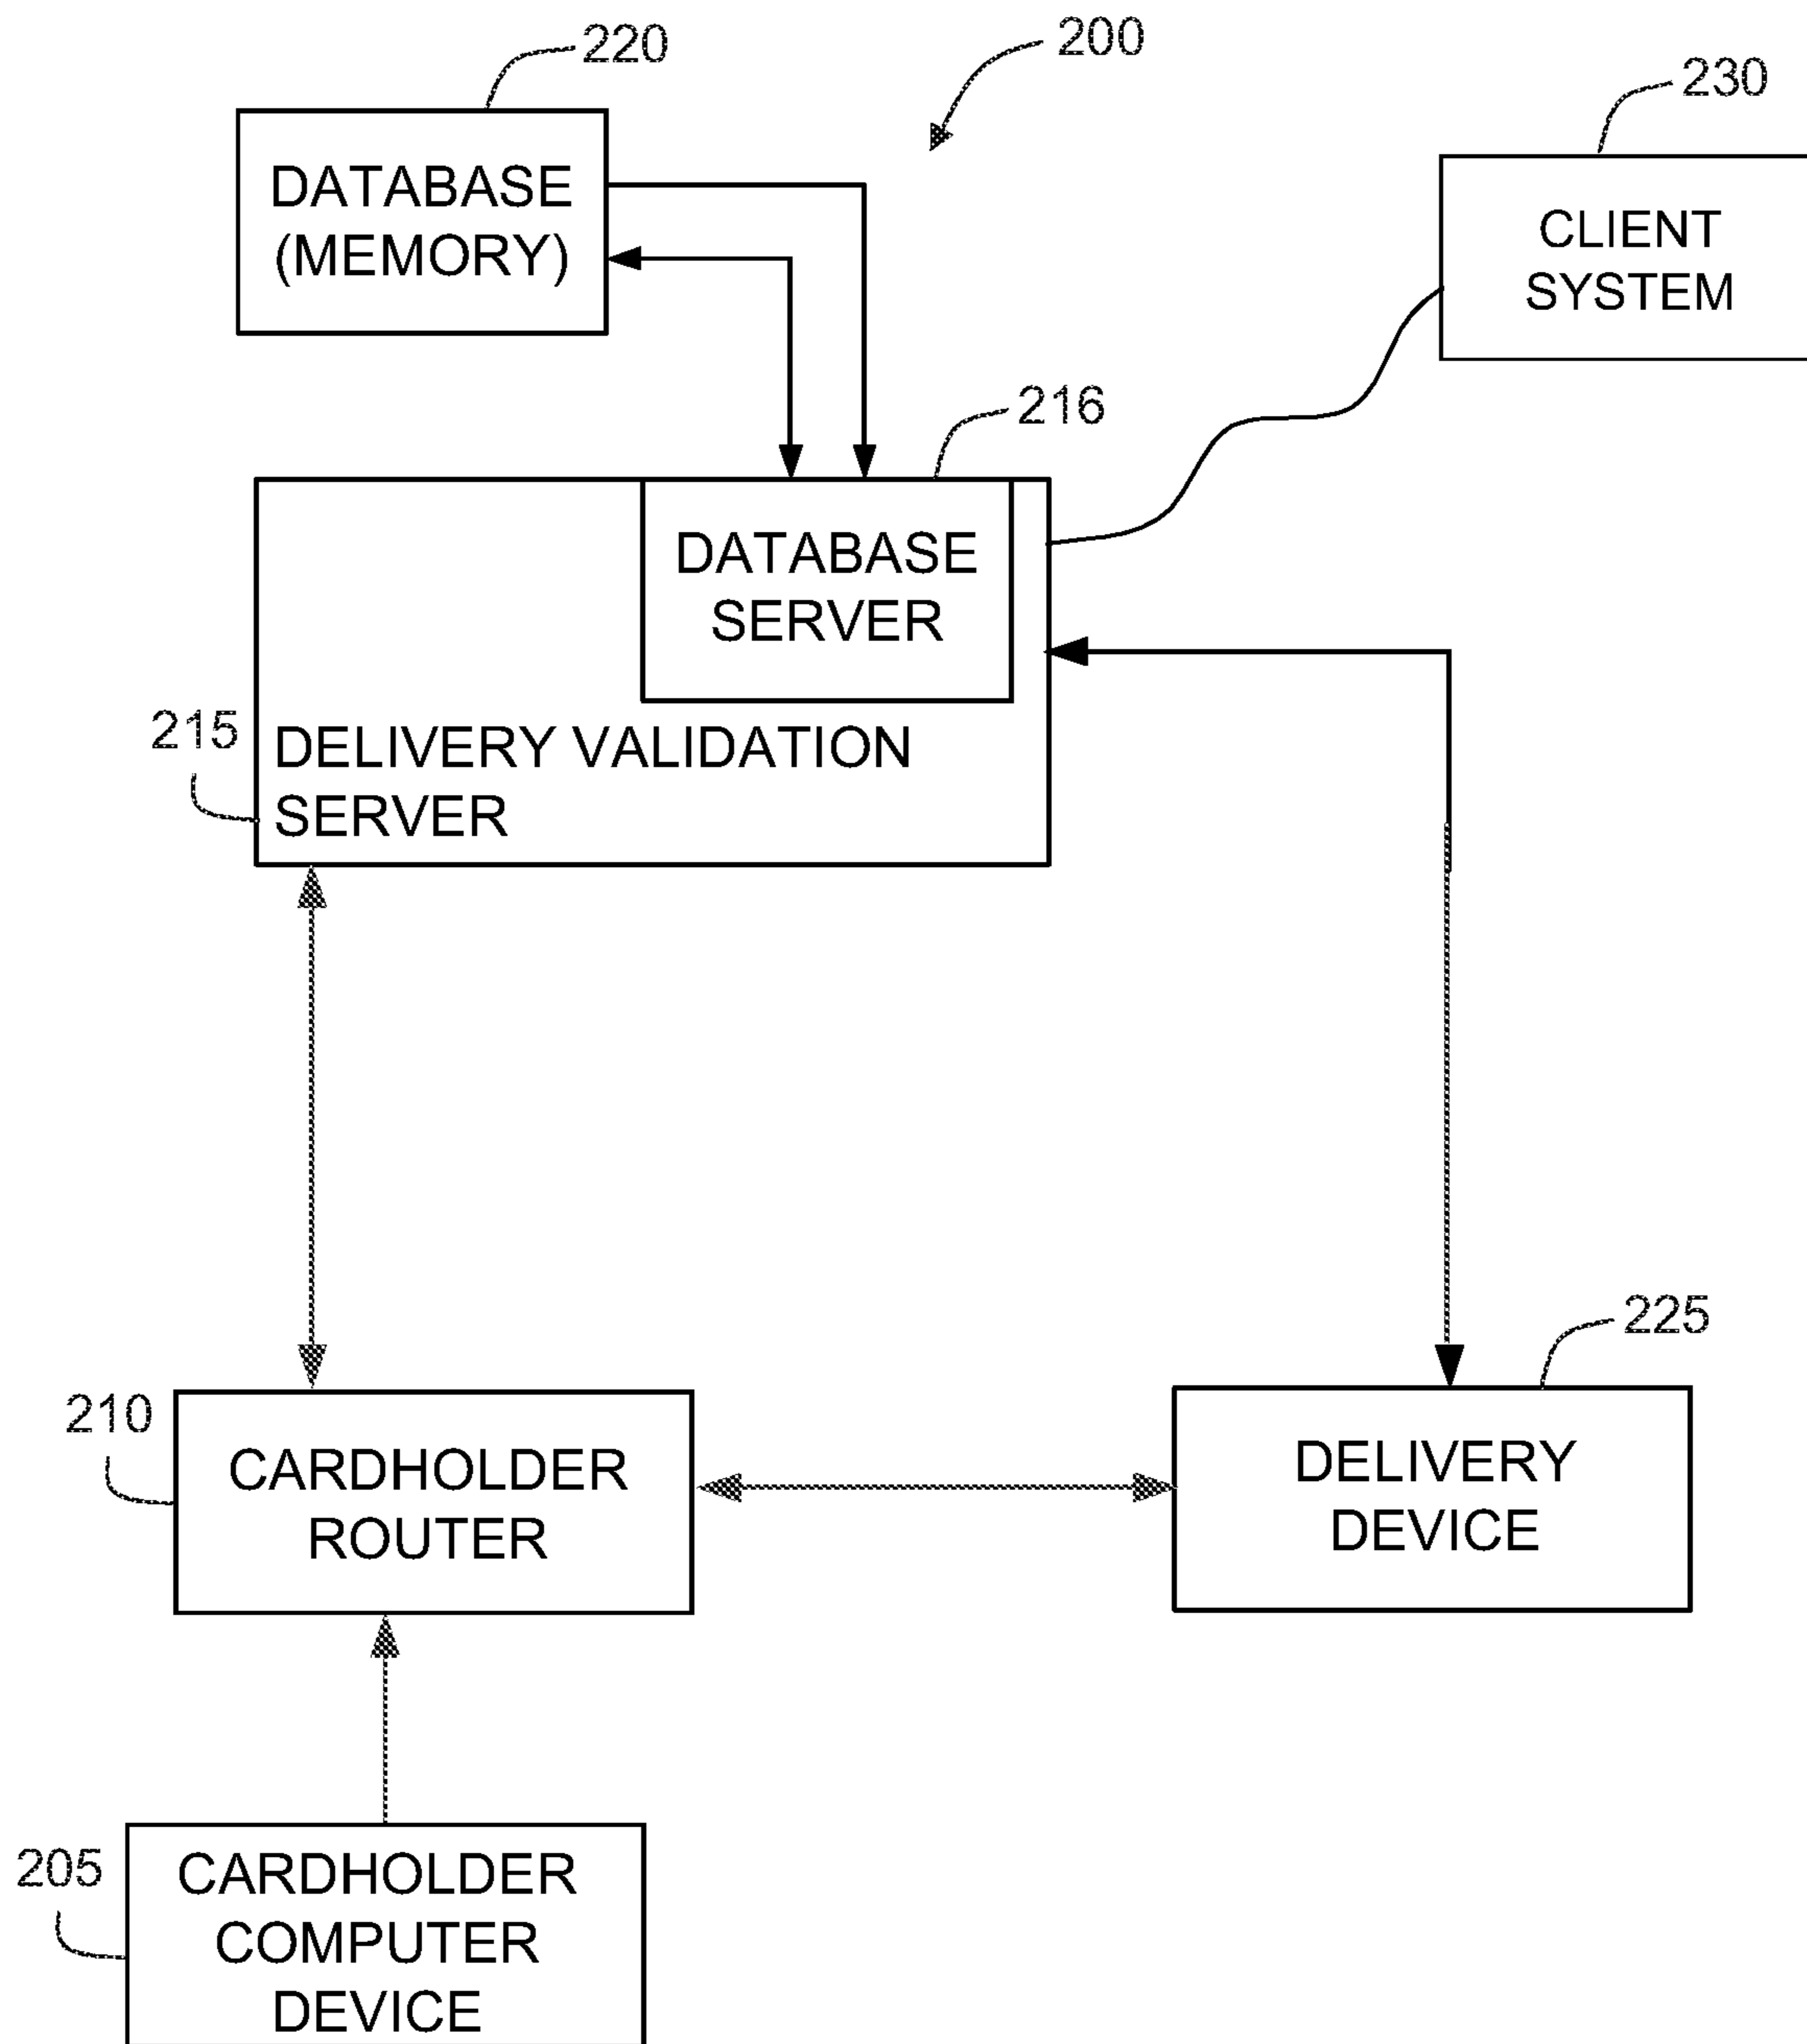 220
200
230
DATABASE
(MEMORY)
CLIENT
SYSTEM
216
DATABASE
SERVER
215
DELIVERY VALIDATION
SERVER
225
210
CARDHOLDER
ROUTER
DELIVERY
DEVICE
205
CARDHOLDER
COMPUTER
DEVICE